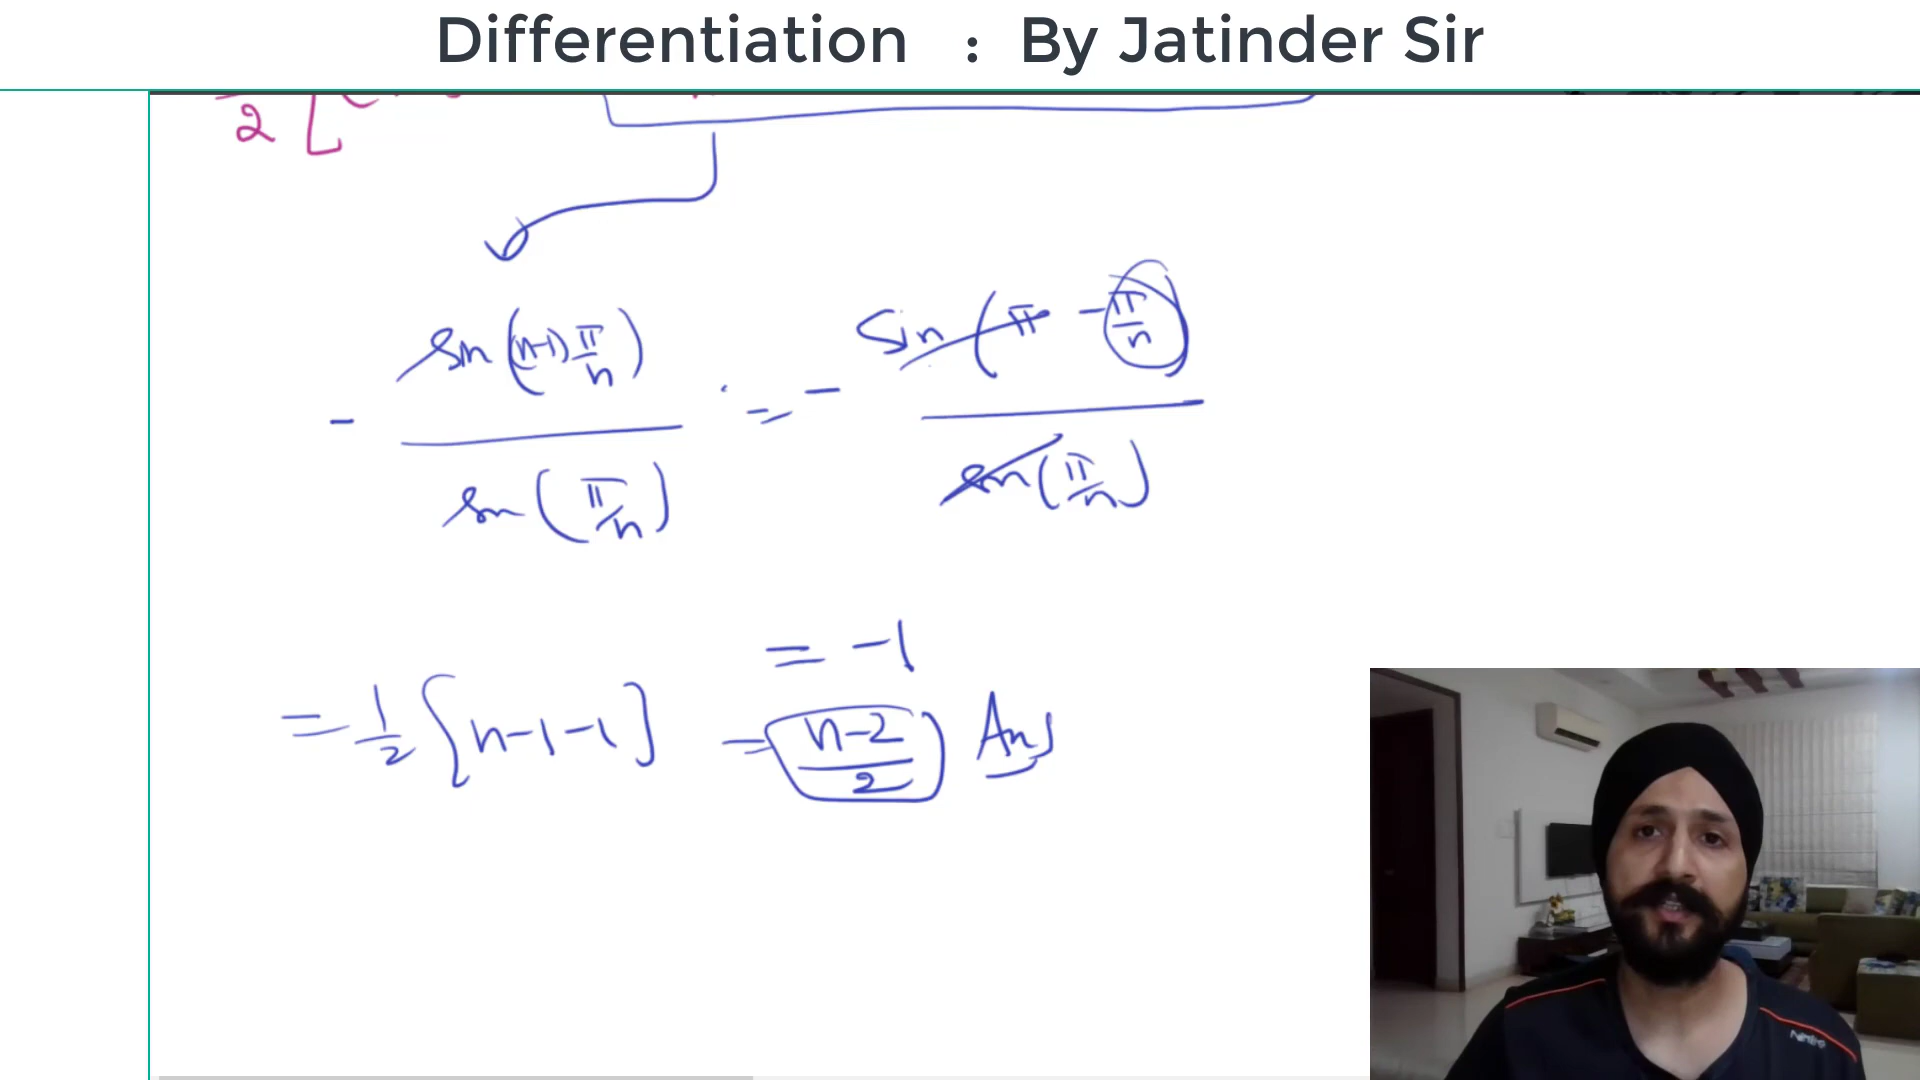 Differentiation : By Jatinder Sir
2 [
- sin((n-1)π/n) / sin(π/n) = - sin(π - π/n) / sin(π/n)
= -1
= 1/2 [n-1-1] = n-2/2 Ans